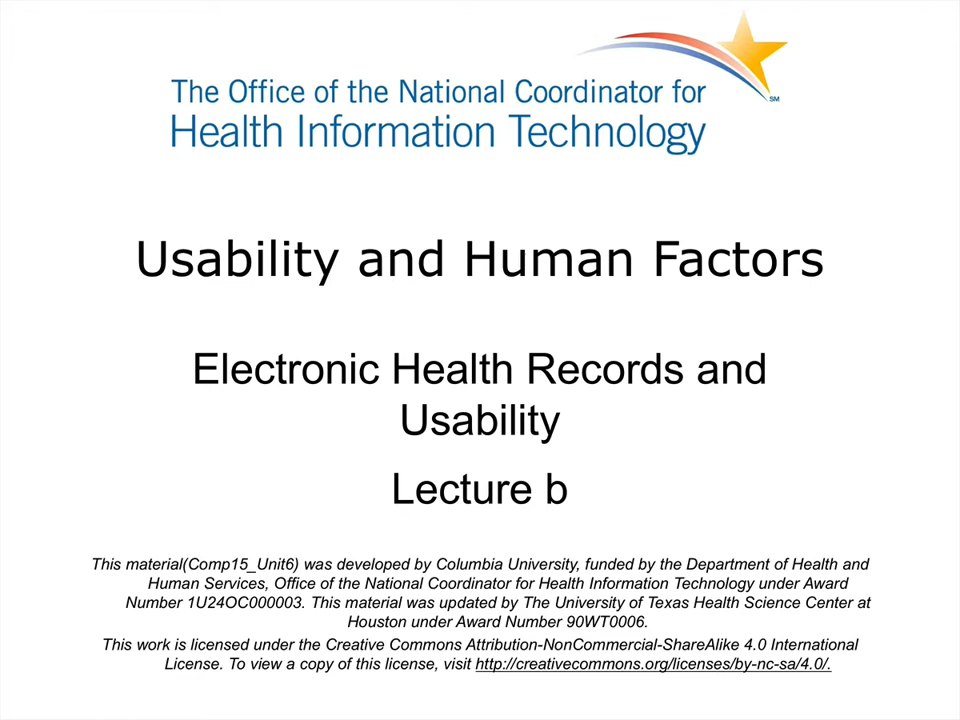 The Office of the National Coordinator for
Health Information Technology
SM
Usability and Human Factors
Electronic Health Records and
Usability
Lecture b
This material(Comp15_Unit6) was developed by Columbia University, funded by the Department of Health and
Human Services, Office of the National Coordinator for Health Information Technology under Award
Number 1U24OC000003. This material was updated by The University of Texas Health Science Center at
Houston under Award Number 90WT0006.
This work is licensed under the Creative Commons Attribution-NonCommercial-ShareAlike 4.0 International
License. To view a copy of this license, visit http://creativecommons.org/licenses/by-nc-sa/4.0/.